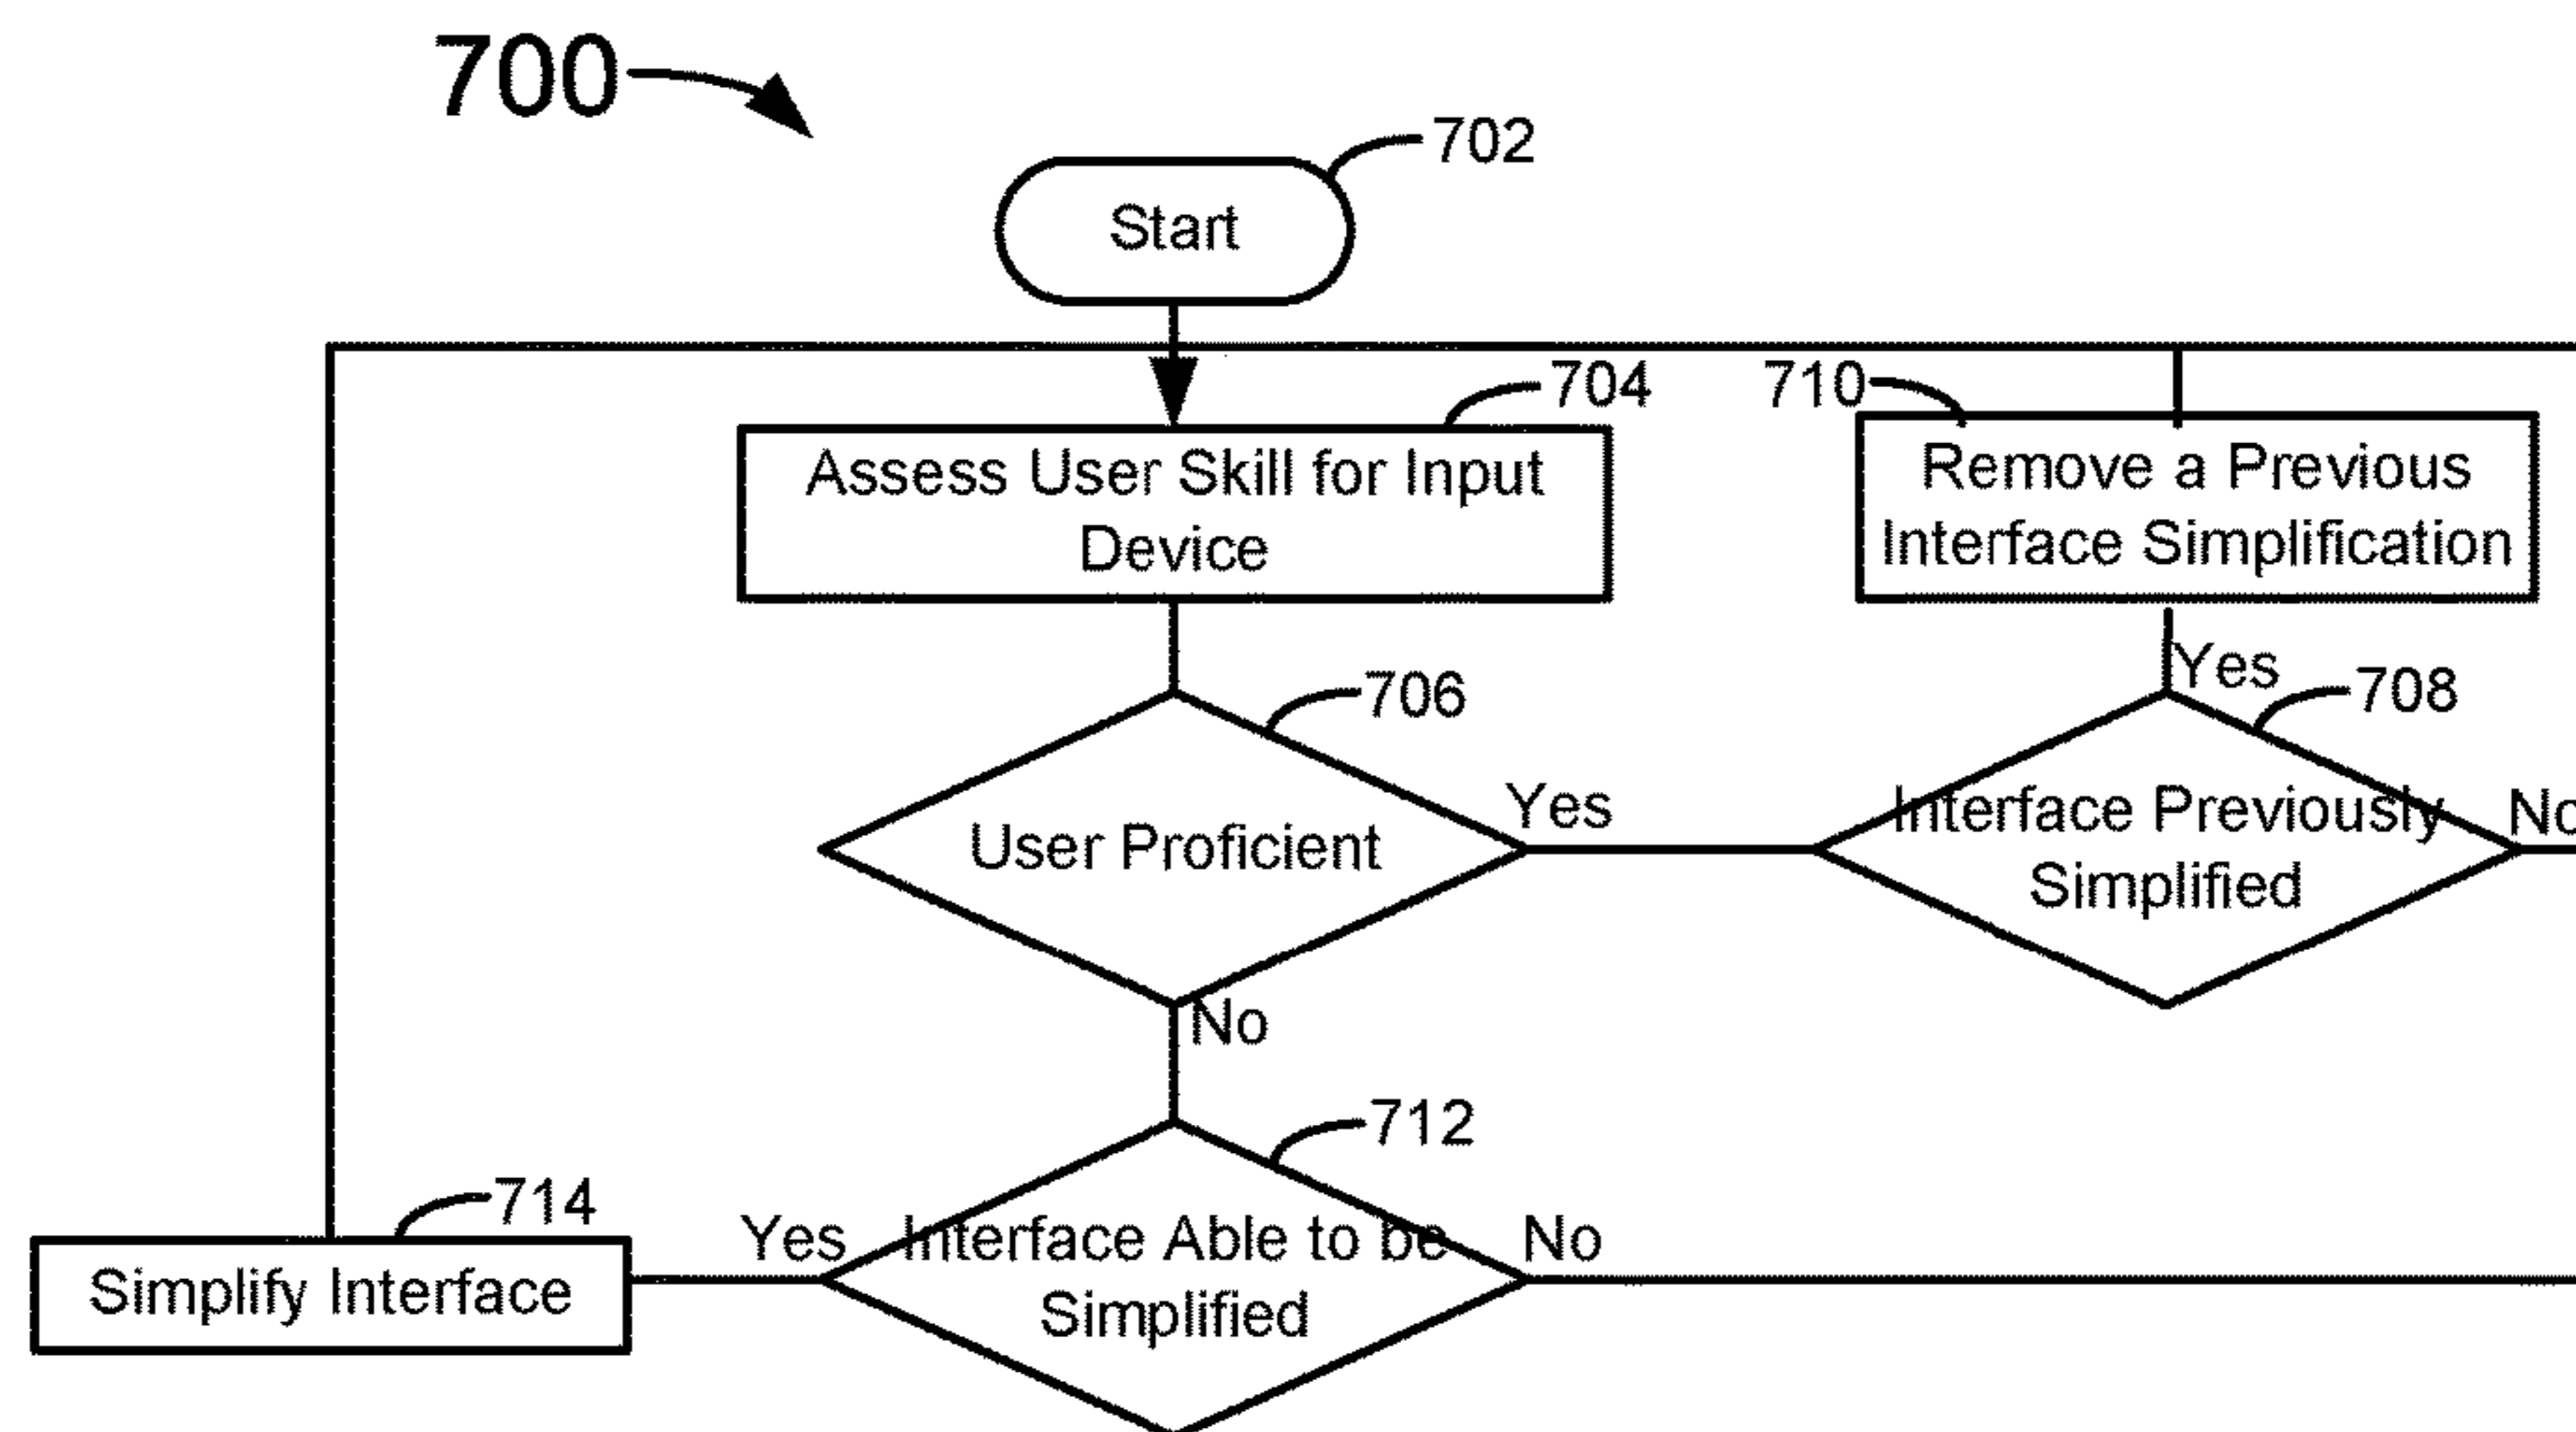 700
702
Start
704
710
Assess User Skill for Input
Device
Remove a Previous
Interface Simplification
Yes
708
706
Yes
Interface Previously
Simplified
No
User Proficient
No
712
714
Yes
Interface Able to be
Simplified
No
Simplify Interface